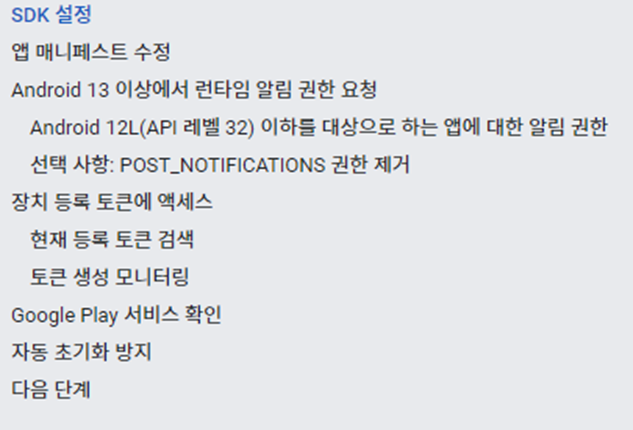 SDK 설정
앱 매니페스트 수정
Android 13 이상에서 런타임 알림 권한 요청
Android 12L(API 레벨 32) 이하를 대상으로 하는 앱에 대한 알림 권한
선택 사항: POST_NOTIFICATIONS 권한 제거
장치 등록 토큰에 액세스
현재 등록 토큰 검색
토큰 생성 모니터링
Google Play 서비스 확인
자동 초기화 방지
다음 단계